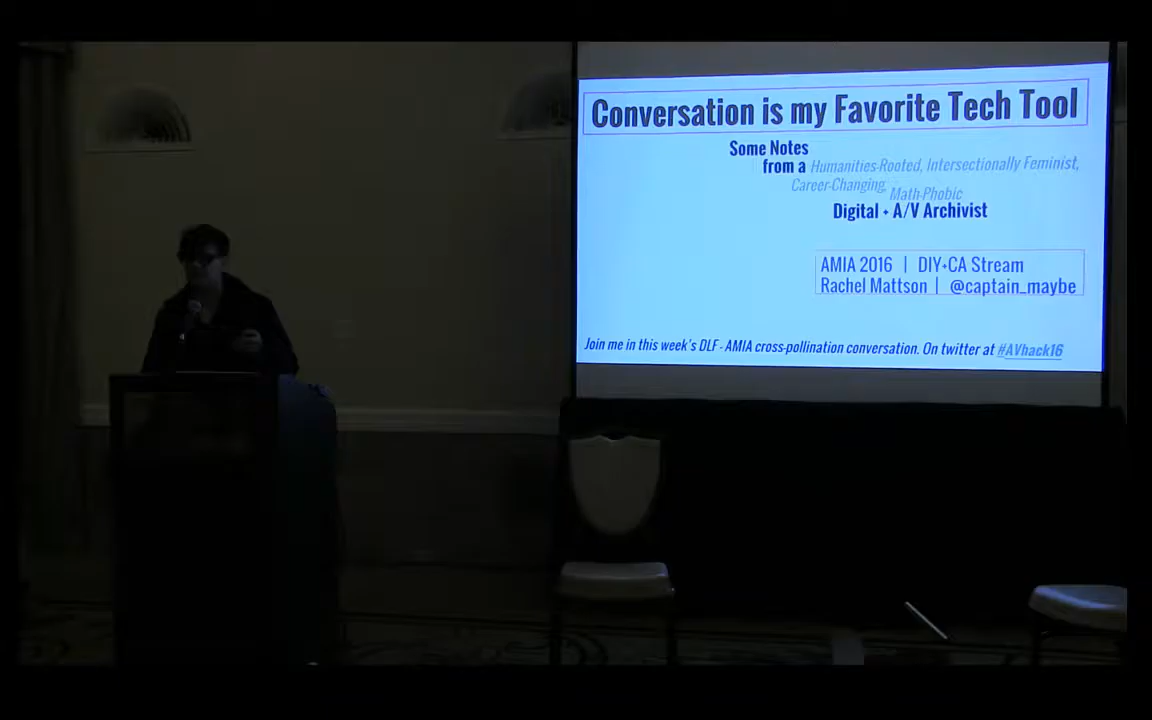 Conversation is my Favorite Tech Tool
Some Notes
from a Humanities-Rooted, Intersectionally Feminist,
Career-Changing, Math-Phobic
Digital + A/V Archivist
AMIA 2016 | DIY+CA Stream
Rachel Mattson | @captain_maybe
Join me in this week's DLF - AMIA cross-pollination conversation. On twitter at #AVhack16